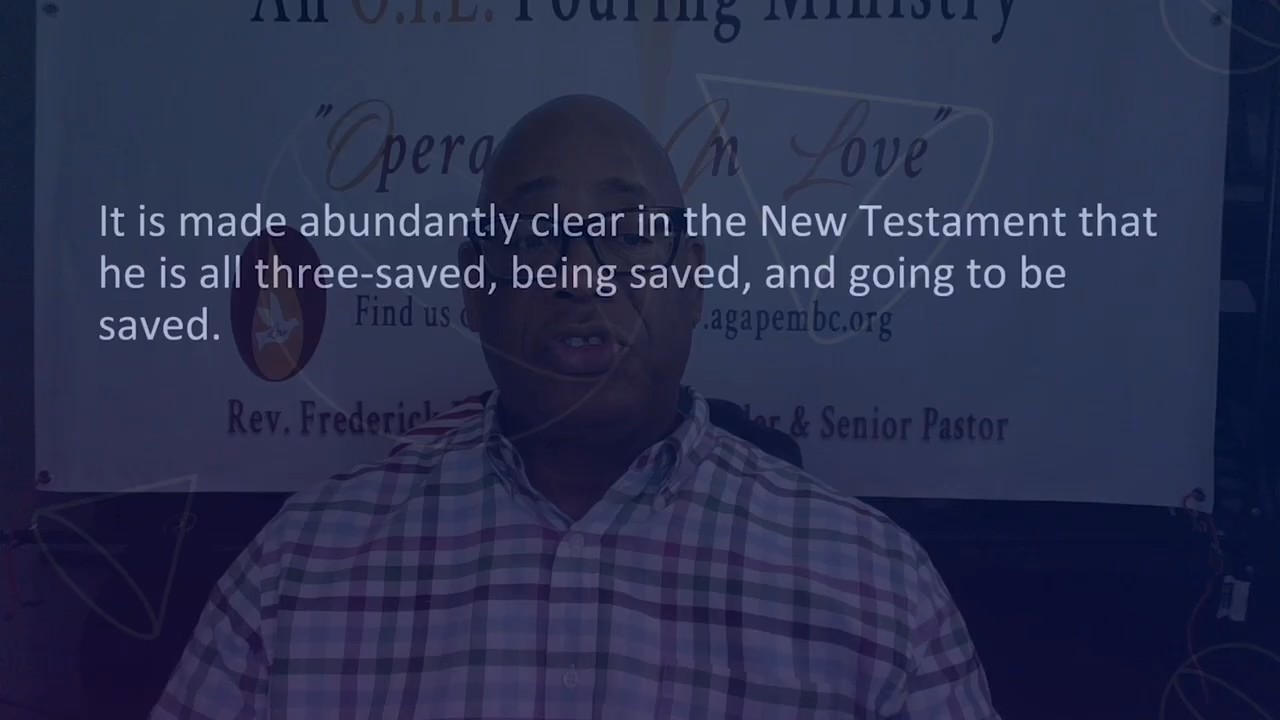 An O.I.L. Pouring Ministry
"Opera In Love"
It is made abundantly clear in the New Testament that
he is all three-saved, being saved, and going to be
saved.
Find us .agapembc.org
Rev. Frederick & Senior Pastor